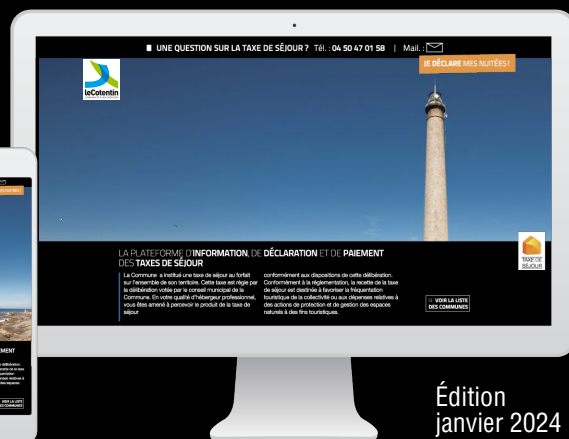 UNE QUESTION SUR LA TAXE DE SÉJOUR ? Tél. : 04 50 47 01 58 | Mail. :
JE DÉCLARE MES NUITÉES !
leCotentin
LA PLATEFORME D'INFORMATION, DE DÉCLARATION ET DE PAIEMENT
DES TAXES DE SÉJOUR
La Commune a institué une taxe de séjour au forfait
sur l'ensemble de son territoire. Cette taxe est régie par
la délibération votée par le conseil municipal de la
Commune. En votre qualité d'hébergeur professionnel,
vous êtes amené à percevoir le produit de la taxe de
séjour
conformément aux dispositions de cette délibération.
Conformément à la réglementation, la recette de la taxe
de séjour est destinée à favoriser la fréquentation
touristique de la collectivité ou aux dépenses relatives à
des actions de protection et de gestion des espaces
naturels à des fins touristiques.
TAXE DE
SÉJOUR
VOIR LA LISTE
DES COMMUNES
EMENT
VOIR LA LISTE
DES COMMUNES
Édition
janvier 2024